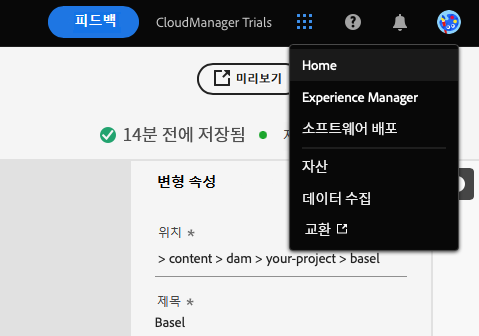 피드백
CloudManager Trials
Home
미리보기
Experience Manager
소프트웨어 배포
14분 전에 저장됨
자산
변형 속성
데이터 수집
교환
위치 *
> content > dam > your-project > basel
제목 *
Basel